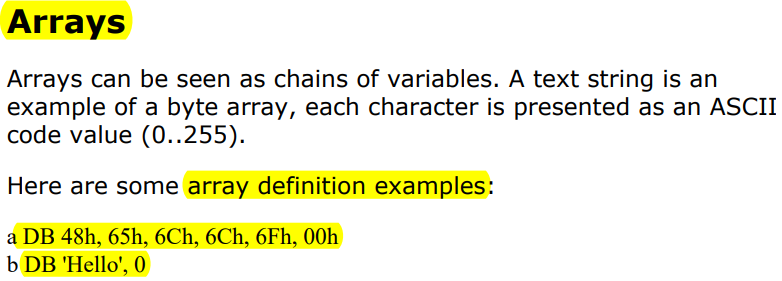 Arrays
Arrays can be seen as chains of variables. A text string is an
example of a byte array, each character is presented as an ASCII
code value (0..255).
Here are some array definition examples:
a DB 48h, 65h, 6Ch, 6Ch, 6Fh, 00h
b DB 'Hello', 0